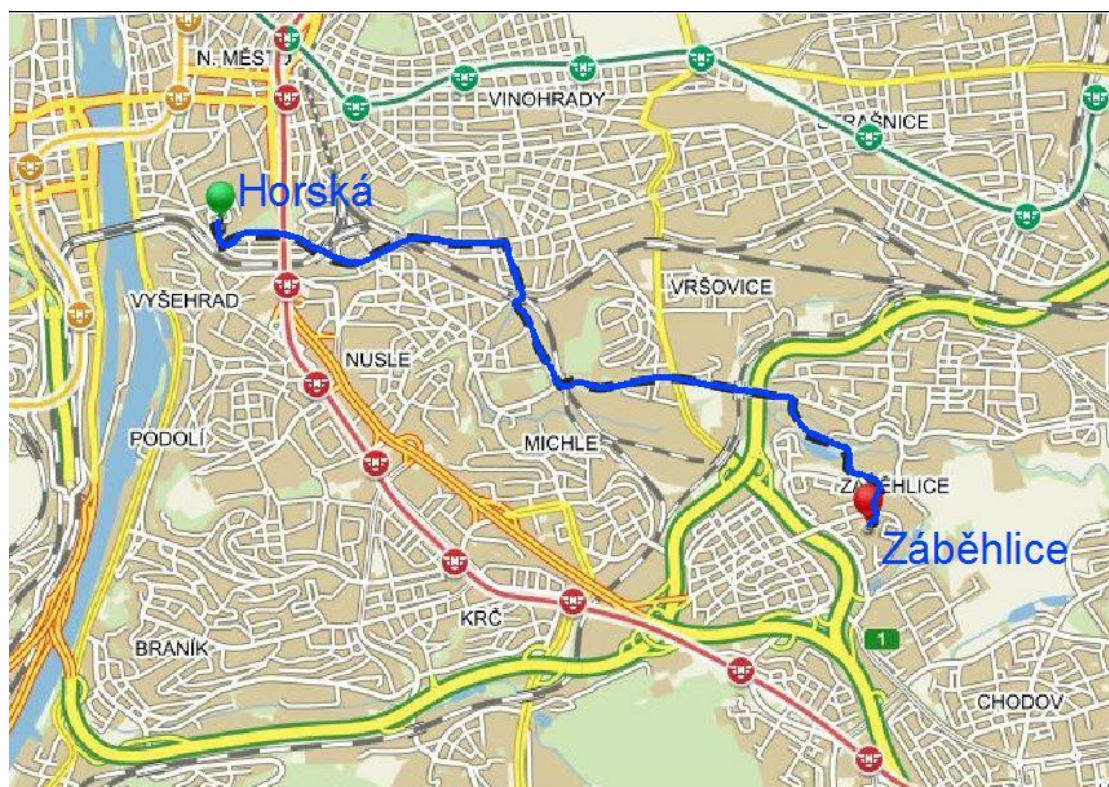 N. MĚSTO
VINOHRADY
STRAŠNICE
Horská
VYŠEHRAD
VRŠOVICE
NUSLE
PODOLÍ
MICHLE
ZÁBĚHLICE
Záběhlice
KRČ
1
BRANÍK
CHODOV